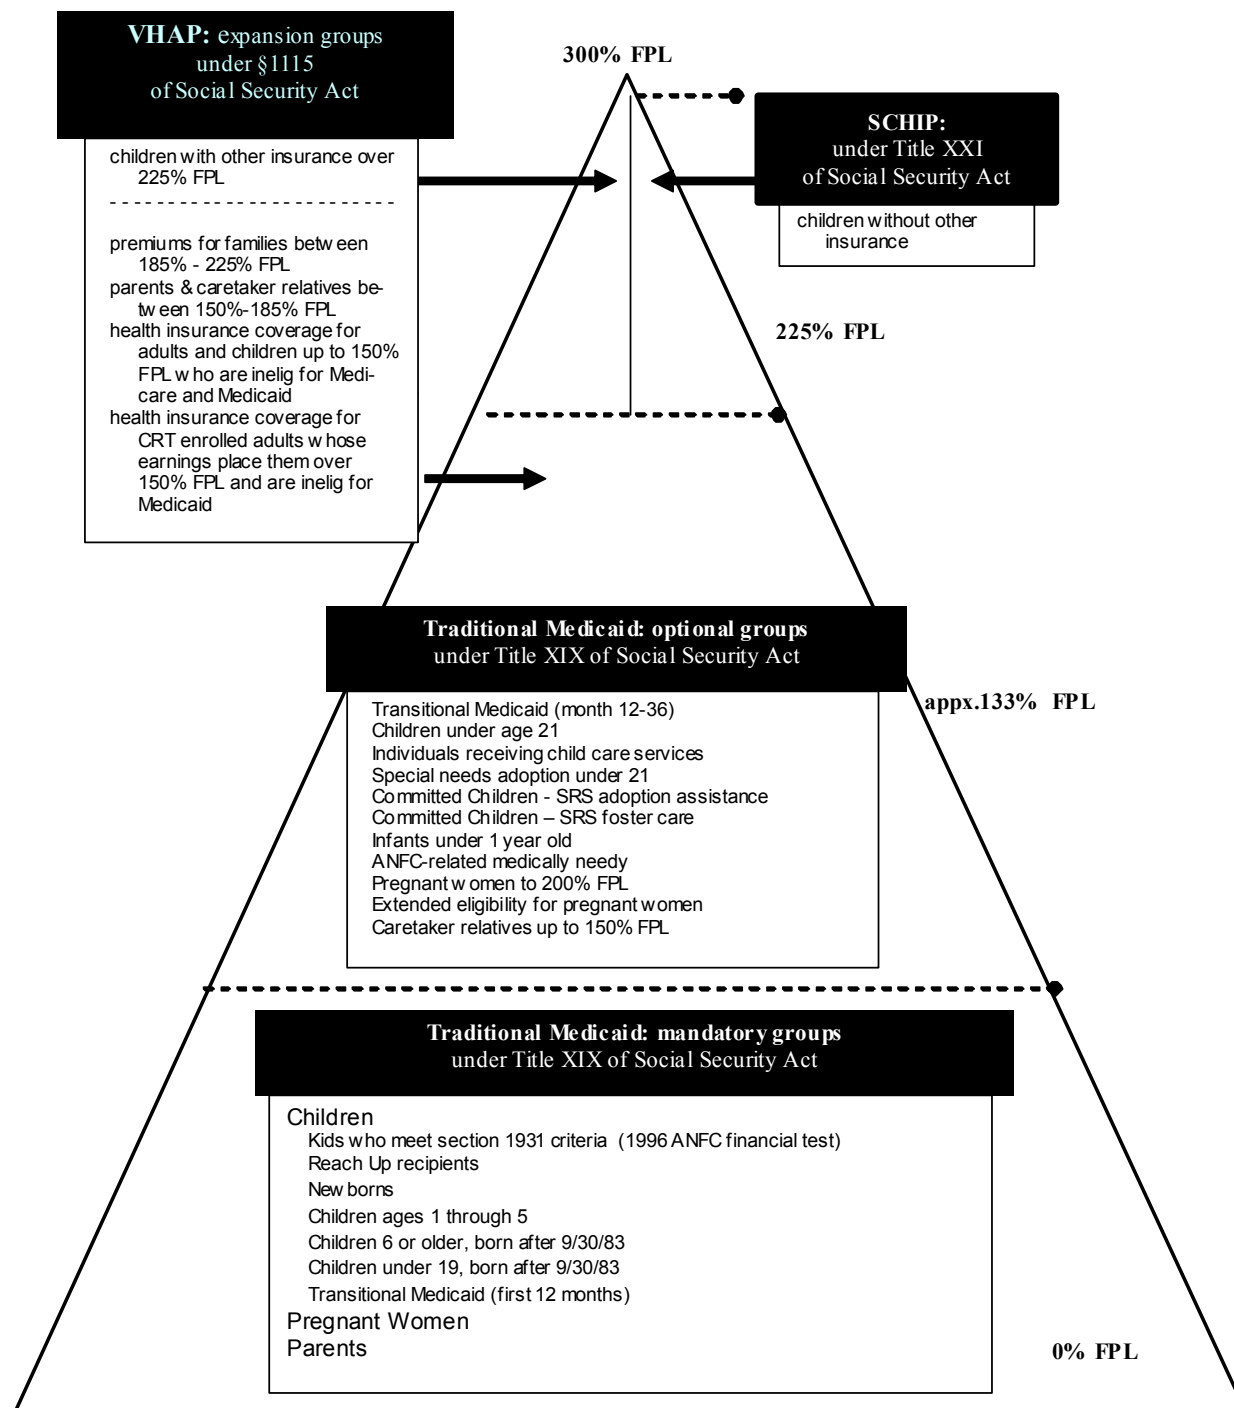 VHAP: expansion groups
under §1115
of Social Security Act
children with other insurance over
225% FPL
- - - - - - - - - - - - - - - - - - - - - - - - -
premiums for families between
185% - 225% FPL
parents & caretaker relatives be-
tween 150%-185% FPL
health insurance coverage for
adults and children up to 150%
FPL who are inelig for Medi-
care and Medicaid
health insurance coverage for
CRT enrolled adults whose
earnings place them over
150% FPL and are inelig for
Medicaid
300% FPL
SCHIP:
under Title XXI
of Social Security Act
children without other
insurance
225% FPL
Traditional Medicaid: optional groups
under Title XIX of Social Security Act
Transitional Medicaid (month 12-36)
Children under age 21
Individuals receiving child care services
Special needs adoption under 21
Committed Children - SRS adoption assistance
Committed Children – SRS foster care
Infants under 1 year old
ANFC-related medically needy
Pregnant women to 200% FPL
Extended eligibility for pregnant women
Caretaker relatives up to 150% FPL
appx.133% FPL
Traditional Medicaid: mandatory groups
under Title XIX of Social Security Act
Children
Kids who meet section 1931 criteria (1996 ANFC financial test)
Reach Up recipients
Newborns
Children ages 1 through 5
Children 6 or older, born after 9/30/83
Children under 19, born after 9/30/83
Transitional Medicaid (first 12 months)
Pregnant Women
Parents
0% FPL